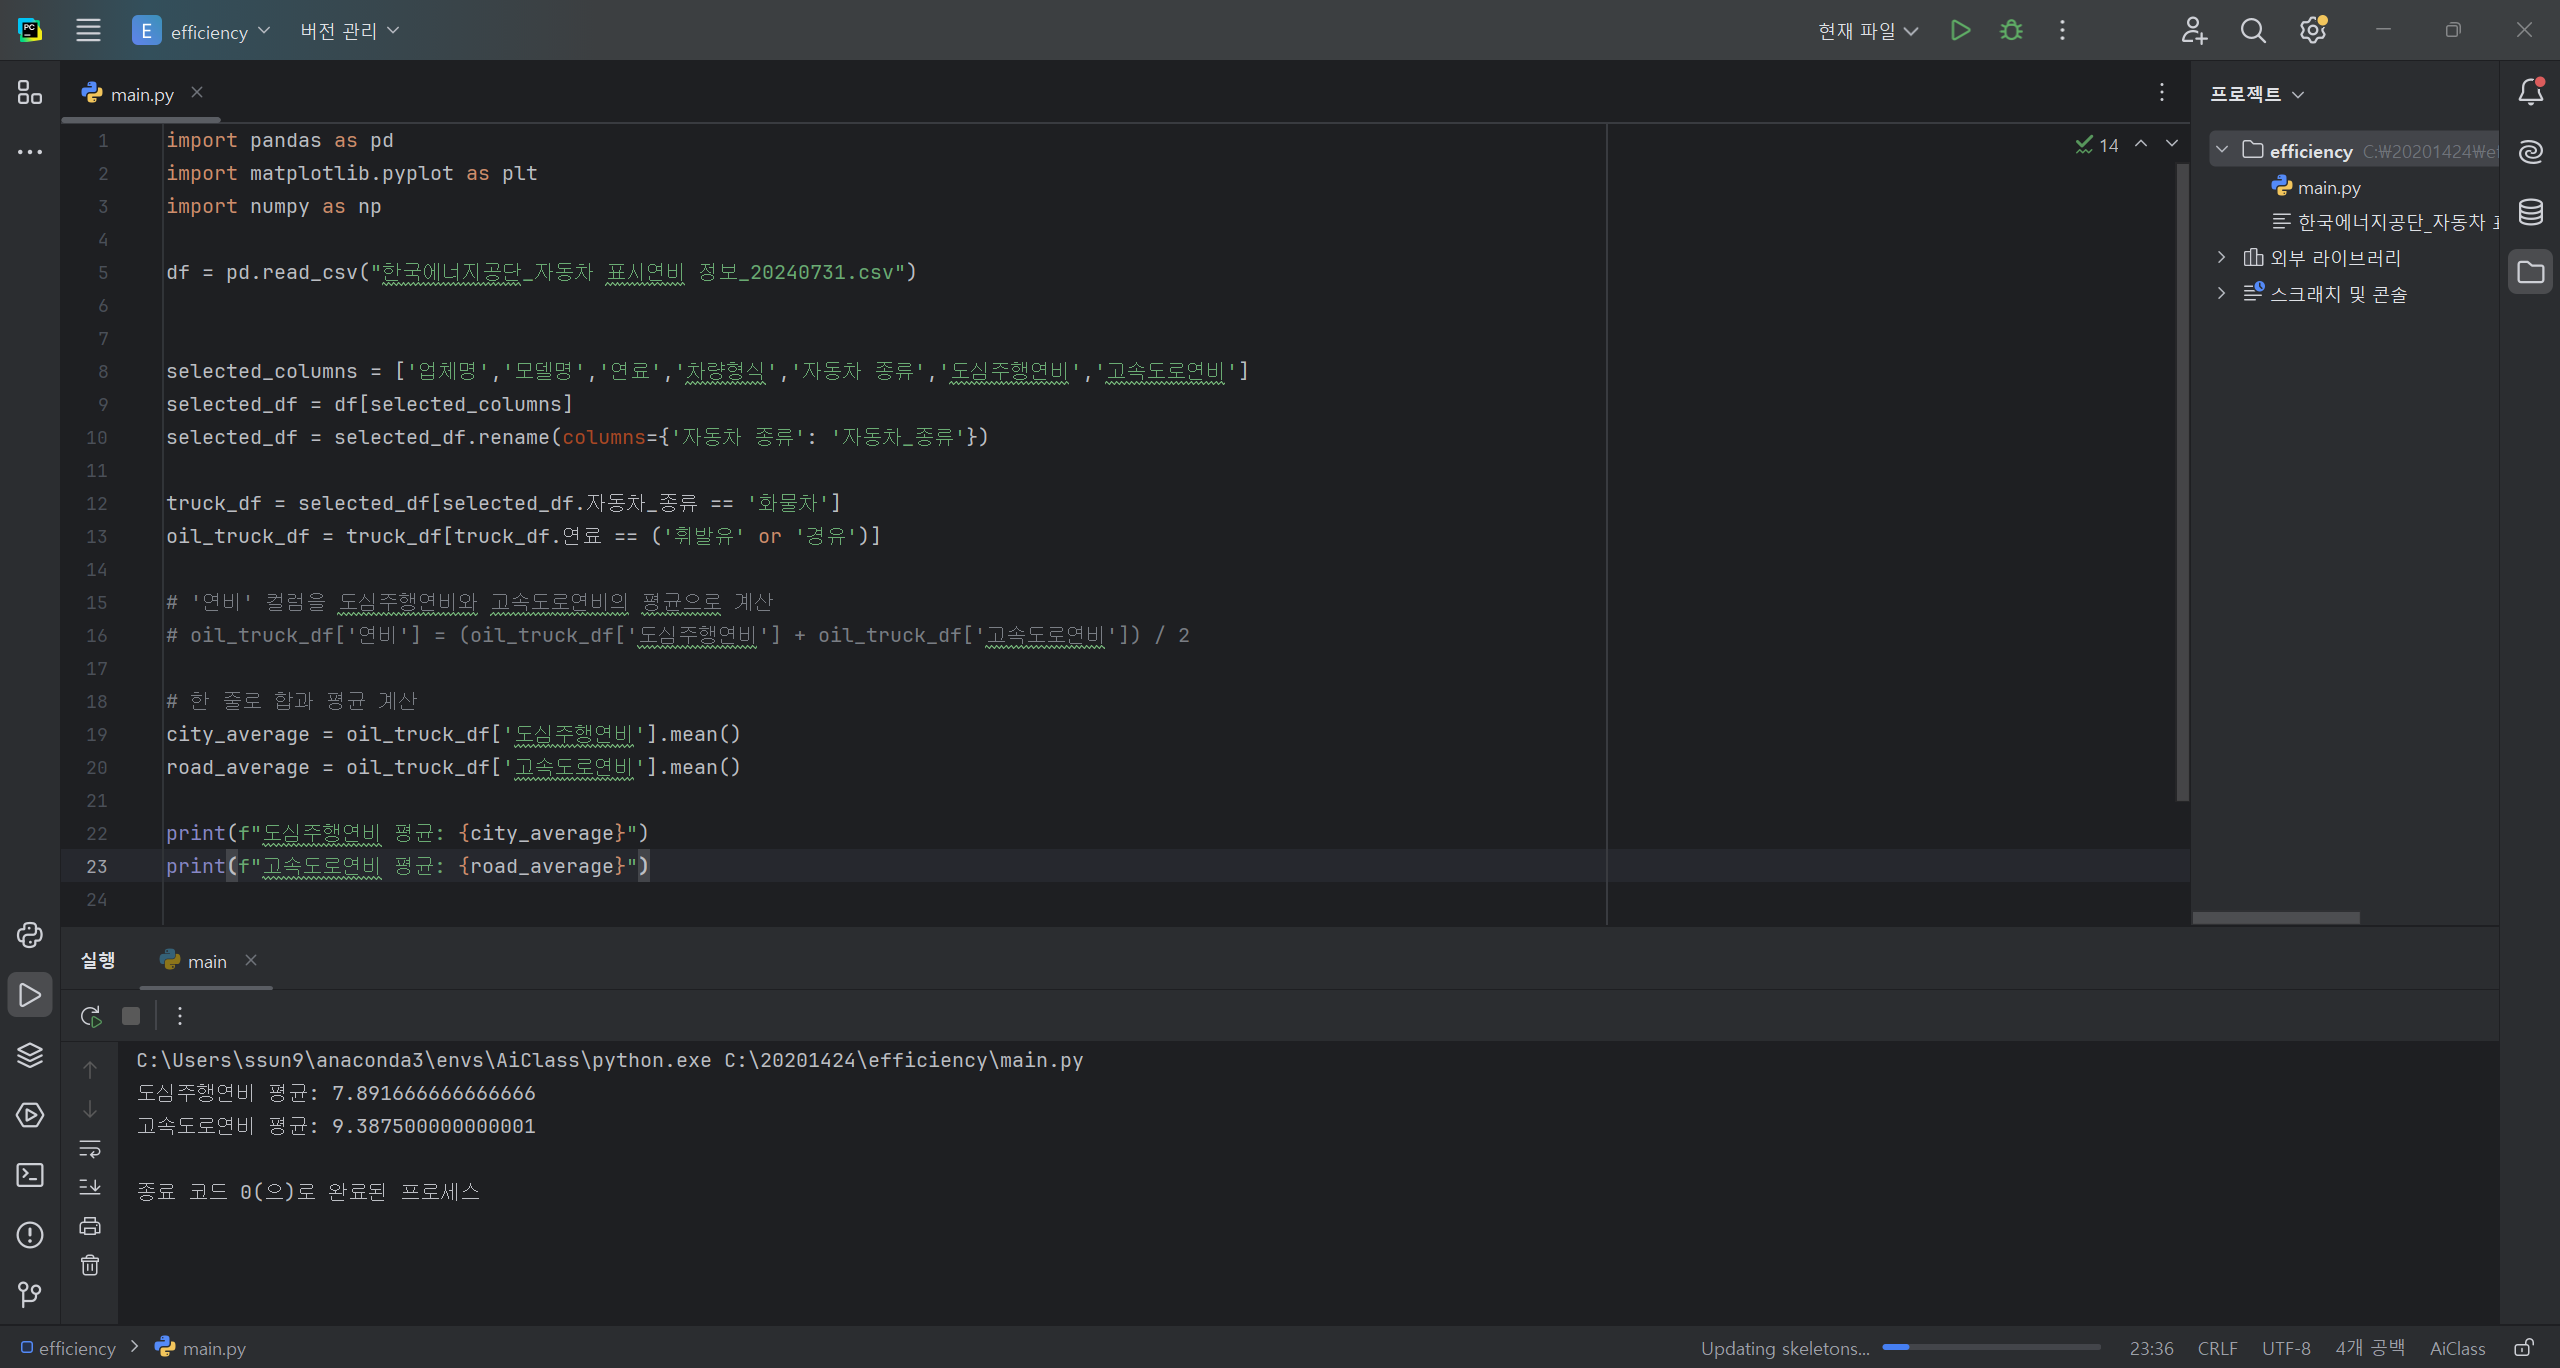 efficiency 버전 관리 현재 파일
main.py
프로젝트
14
1 import pandas as pd
2 import matplotlib.pyplot as plt
3 import numpy as np
4
5 df = pd.read_csv("한국에너지공단_자동차 표시연비 정보_20240731.csv")
6
7
8 selected_columns = ['업체명','모델명','연료','차량형식','자동차 종류','도심주행연비','고속도로연비']
9 selected_df = df[selected_columns]
10 selected_df = selected_df.rename(columns={'자동차 종류': '자동차_종류'})
11
12 truck_df = selected_df[selected_df.자동차_종류 == '화물차']
13 oil_truck_df = truck_df[truck_df.연료 == ('휘발유' or '경유')]
14
15 # '연비' 컬럼을 도심주행연비와 고속도로연비의 평균으로 계산
16 # oil_truck_df['연비'] = (oil_truck_df['도심주행연비'] + oil_truck_df['고속도로연비']) / 2
17
18 # 한 줄로 합과 평균 계산
19 city_average = oil_truck_df['도심주행연비'].mean()
20 road_average = oil_truck_df['고속도로연비'].mean()
21
22 print(f"도심주행연비 평균: {city_average}")
23 print(f"고속도로연비 평균: {road_average}")
24
efficiency C:₩20201424₩ef
main.py
한국에너지공단_자동차
외부 라이브러리
스크래치 및 콘솔
실행 main
C:\Users\ssun9\anaconda3\envs\AiClass\python.exe C:\20201424\efficiency\main.py
도심주행연비 평균: 7.891666666666666
고속도로연비 평균: 9.387500000000001
종료 코드 0(으)로 완료된 프로세스
efficiency > main.py
Updating skeletons... 23:36 CRLF UTF-8 4개 공백 AiClass